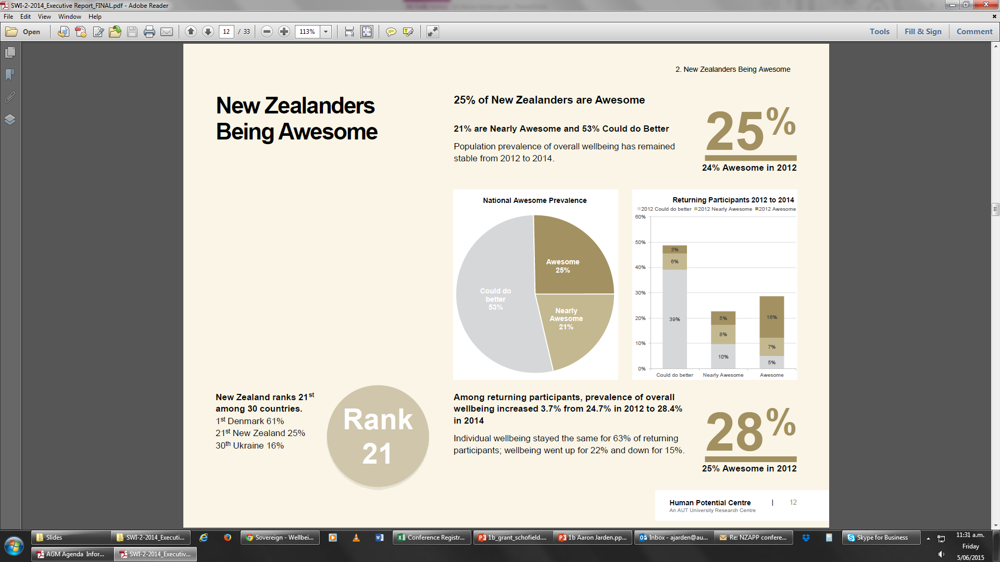 SWI-2-2014_Executive Report_FINAL.pdf - Adobe Reader
File Edit View Window Help
Open 12 / 33 113% Tools Fill & Sign Comment
2. New Zealanders Being Awesome
New Zealanders
Being Awesome
25% of New Zealanders are Awesome
21% are Nearly Awesome and 53% Could do Better
Population prevalence of overall wellbeing has remained
stable from 2012 to 2014.
25%
24% Awesome in 2012
National Awesome Prevalence
Awesome
25%
Could do
better
53%
Nearly
Awesome
21%
Returning Participants 2012 to 2014
2012 Could do better 2012 Nearly Awesome 2012 Awesome
60%
50%
40%
30%
20%
10%
0%
3%
6%
39%
5%
8%
10%
16%
7%
5%
Could do better Nearly Awesome Awesome
New Zealand ranks 21st
among 30 countries.
1st Denmark 61%
21st New Zealand 25%
30th Ukraine 16%
Rank
21
Among returning participants, prevalence of overall
wellbeing increased 3.7% from 24.7% in 2012 to 28.4%
in 2014
Individual wellbeing stayed the same for 63% of returning
participants; wellbeing went up for 22% and down for 15%.
28%
25% Awesome in 2012
Human Potential Centre | 12
An AUT University Research Centre
Slides SWI-2-2014_Executi... Sovereign - Wellbei... Conference Registr... 1b_grant_schofield.... 1b Aaron Jarden.pp... Inbox - ajarden@au... Re: NZAPP confere... Skype for Business
AGM Agenda Infor... SWI-2-2014_Executiv...
11:31 a.m.
Friday
5/06/2015